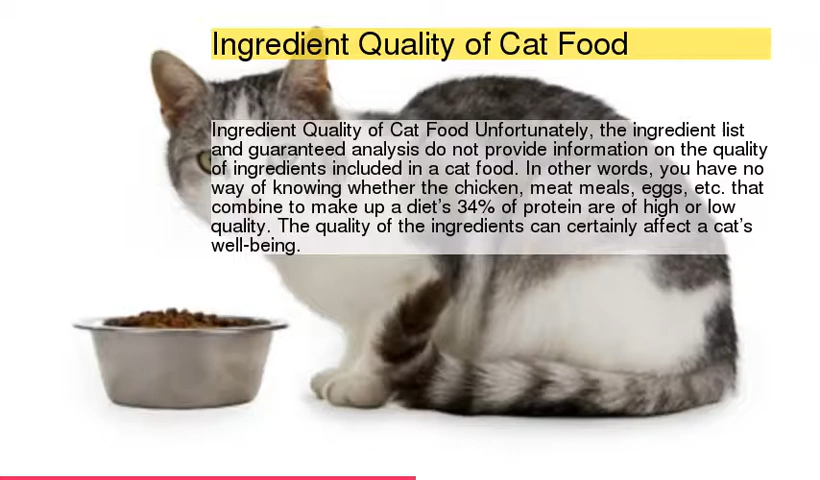 Ingredient Quality of Cat Food
Ingredient Quality of Cat Food Unfortunately, the ingredient list
and guaranteed analysis do not provide information on the quality
of ingredients included in a cat food. In other words, you have no
way of knowing whether the chicken, meat meals, eggs, etc. that
combine to make up a diet's 34% of protein are of high or low
quality. The quality of the ingredients can certainly affect a cat's
well-being.